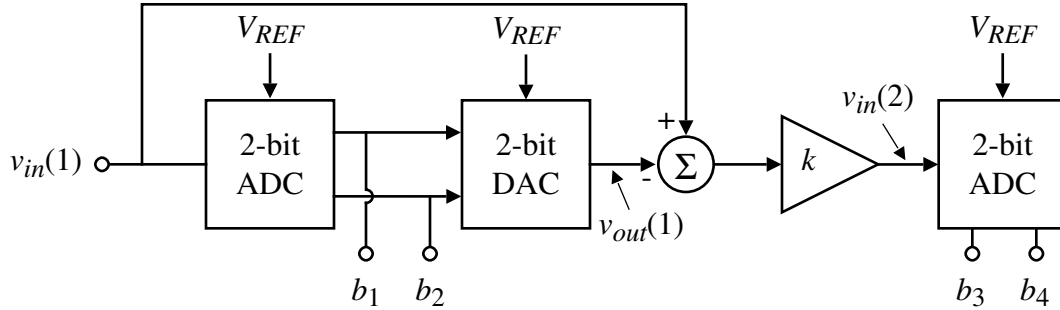 V_REF V_REF V_REF
v_in(1) 2-bit ADC 2-bit DAC + - Σ k v_in(2) 2-bit ADC
v_out(1)
b_1 b_2 b_3 b_4